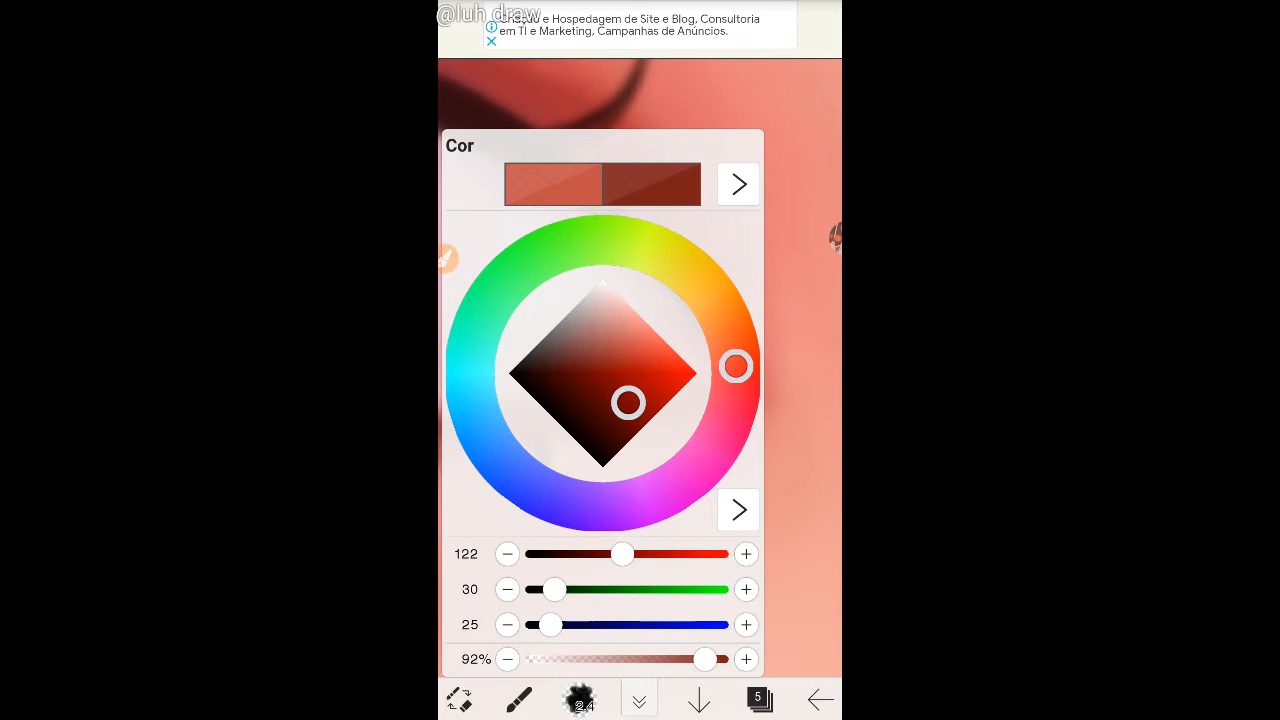 @luh draw
Criação e Hospedagem de Site e Blog, Consultoria
em TI e Marketing, Campanhas de Anúncios.
Cor
122
30
25
92%
2,4
5